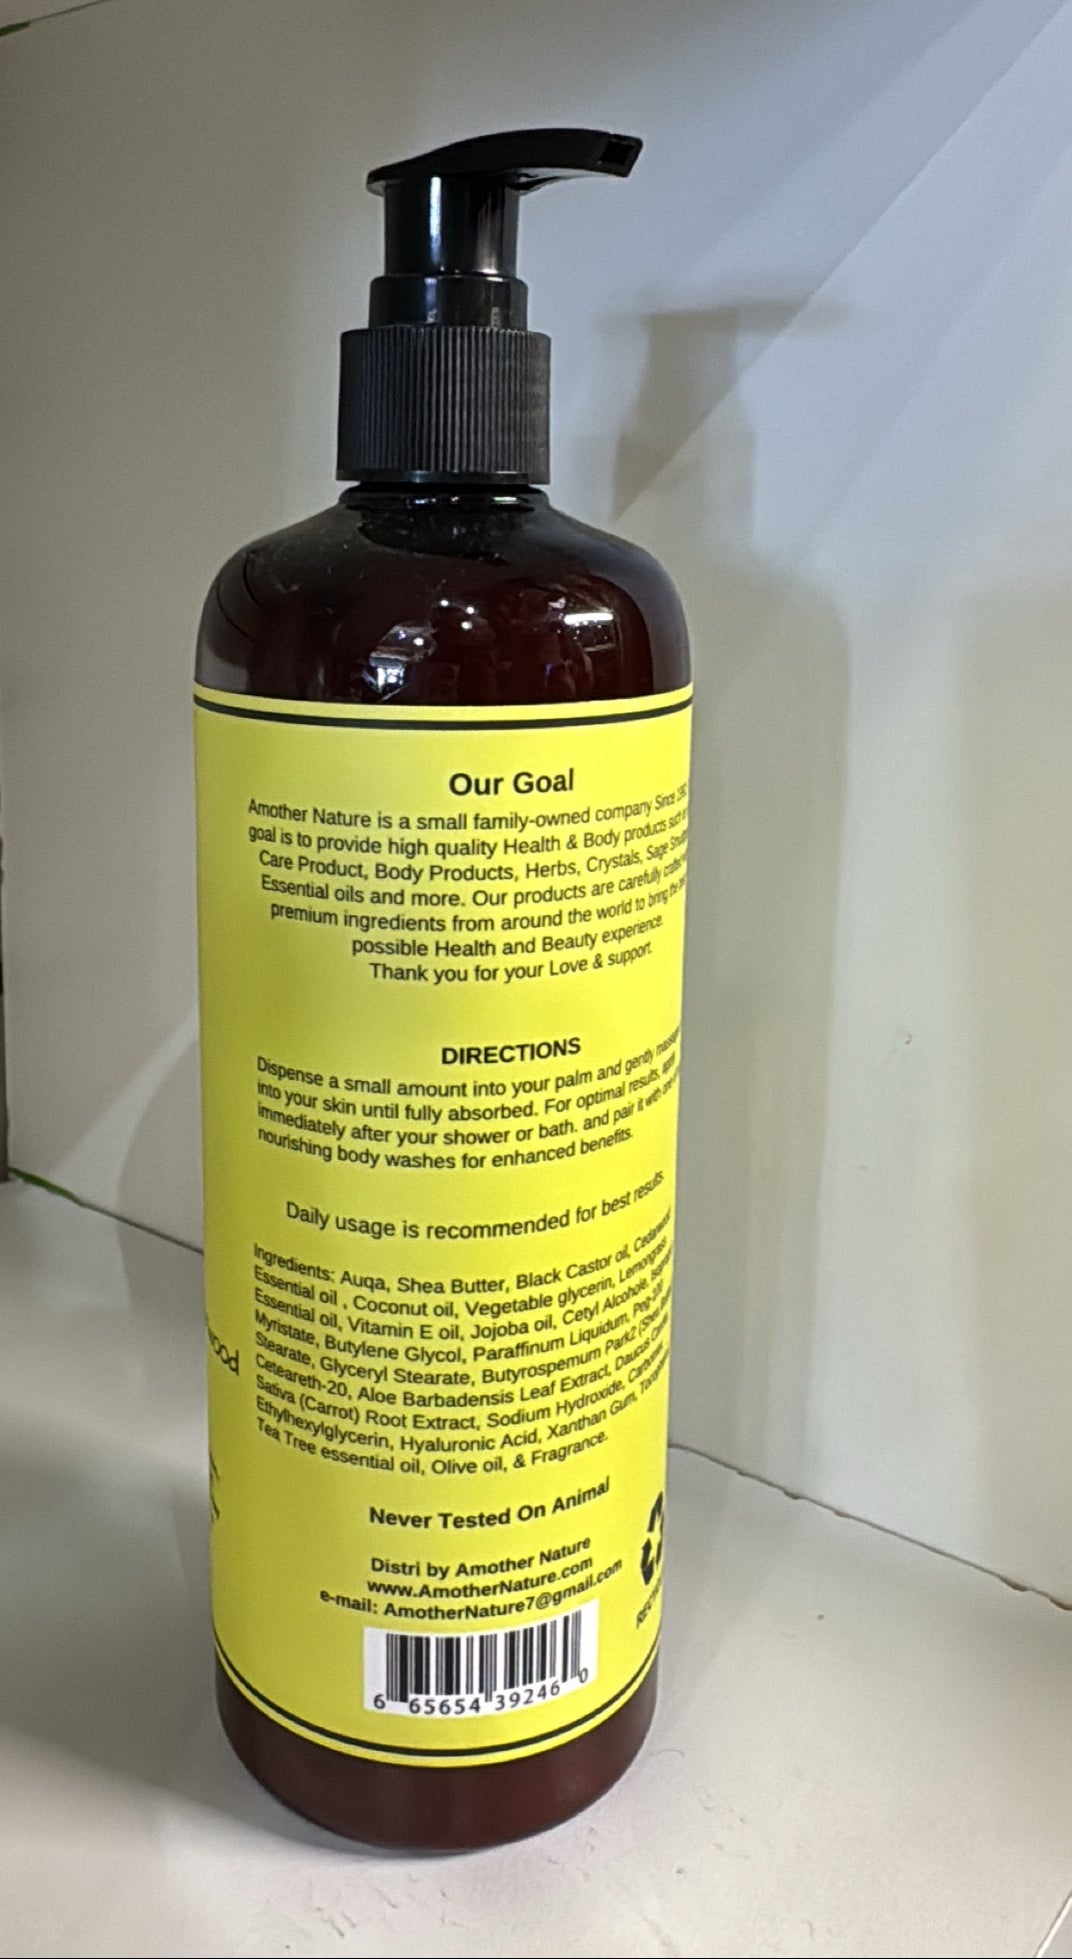 Our Goal
Amother Nature is a small family-owned company Since
goal is to provide high quality Health & Body products such
Care Product, Body Products, Herbs, Crystals, Sage
Essential oils and more. Our products are carefully
premium ingredients from around the world to bring the
possible Health and Beauty experience.
Thank you for your Love & support.
DIRECTIONS
Dispense a small amount into your palm and gently
into your skin until fully absorbed. For optimal results, apply
immediately after your shower or bath. and pair it with
nourishing body washes for enhanced benefits.
Daily usage is recommended for best results
Ingredients: Auqa, Shea Butter, Black Castor oil,
Essential oil , Coconut oil, Vegetable glycerin, Lemongrass
Essential oil, Vitamin E oil, Jojoba oil, Cetyl Alcohole,
Myristate, Butylene Glycol, Paraffinum Liquidum,
Stearate, Glyceryl Stearate, Butyrospemum Park2
Ceteareth-20, Aloe Barbadensis Leaf Extract, Daucus
Sativa (Carrot) Root Extract, Sodium Hydroxide,
Ethylhexylglycerin, Hyaluronic Acid, Xanthan Gum,
Tea Tree essential oil, Olive oil, & Fragrance.
Never Tested On Animal
Distri by Amother Nature
www.AmotherNature.com
e-mail: AmotherNature7@gmail.com
6 65654 39246 0